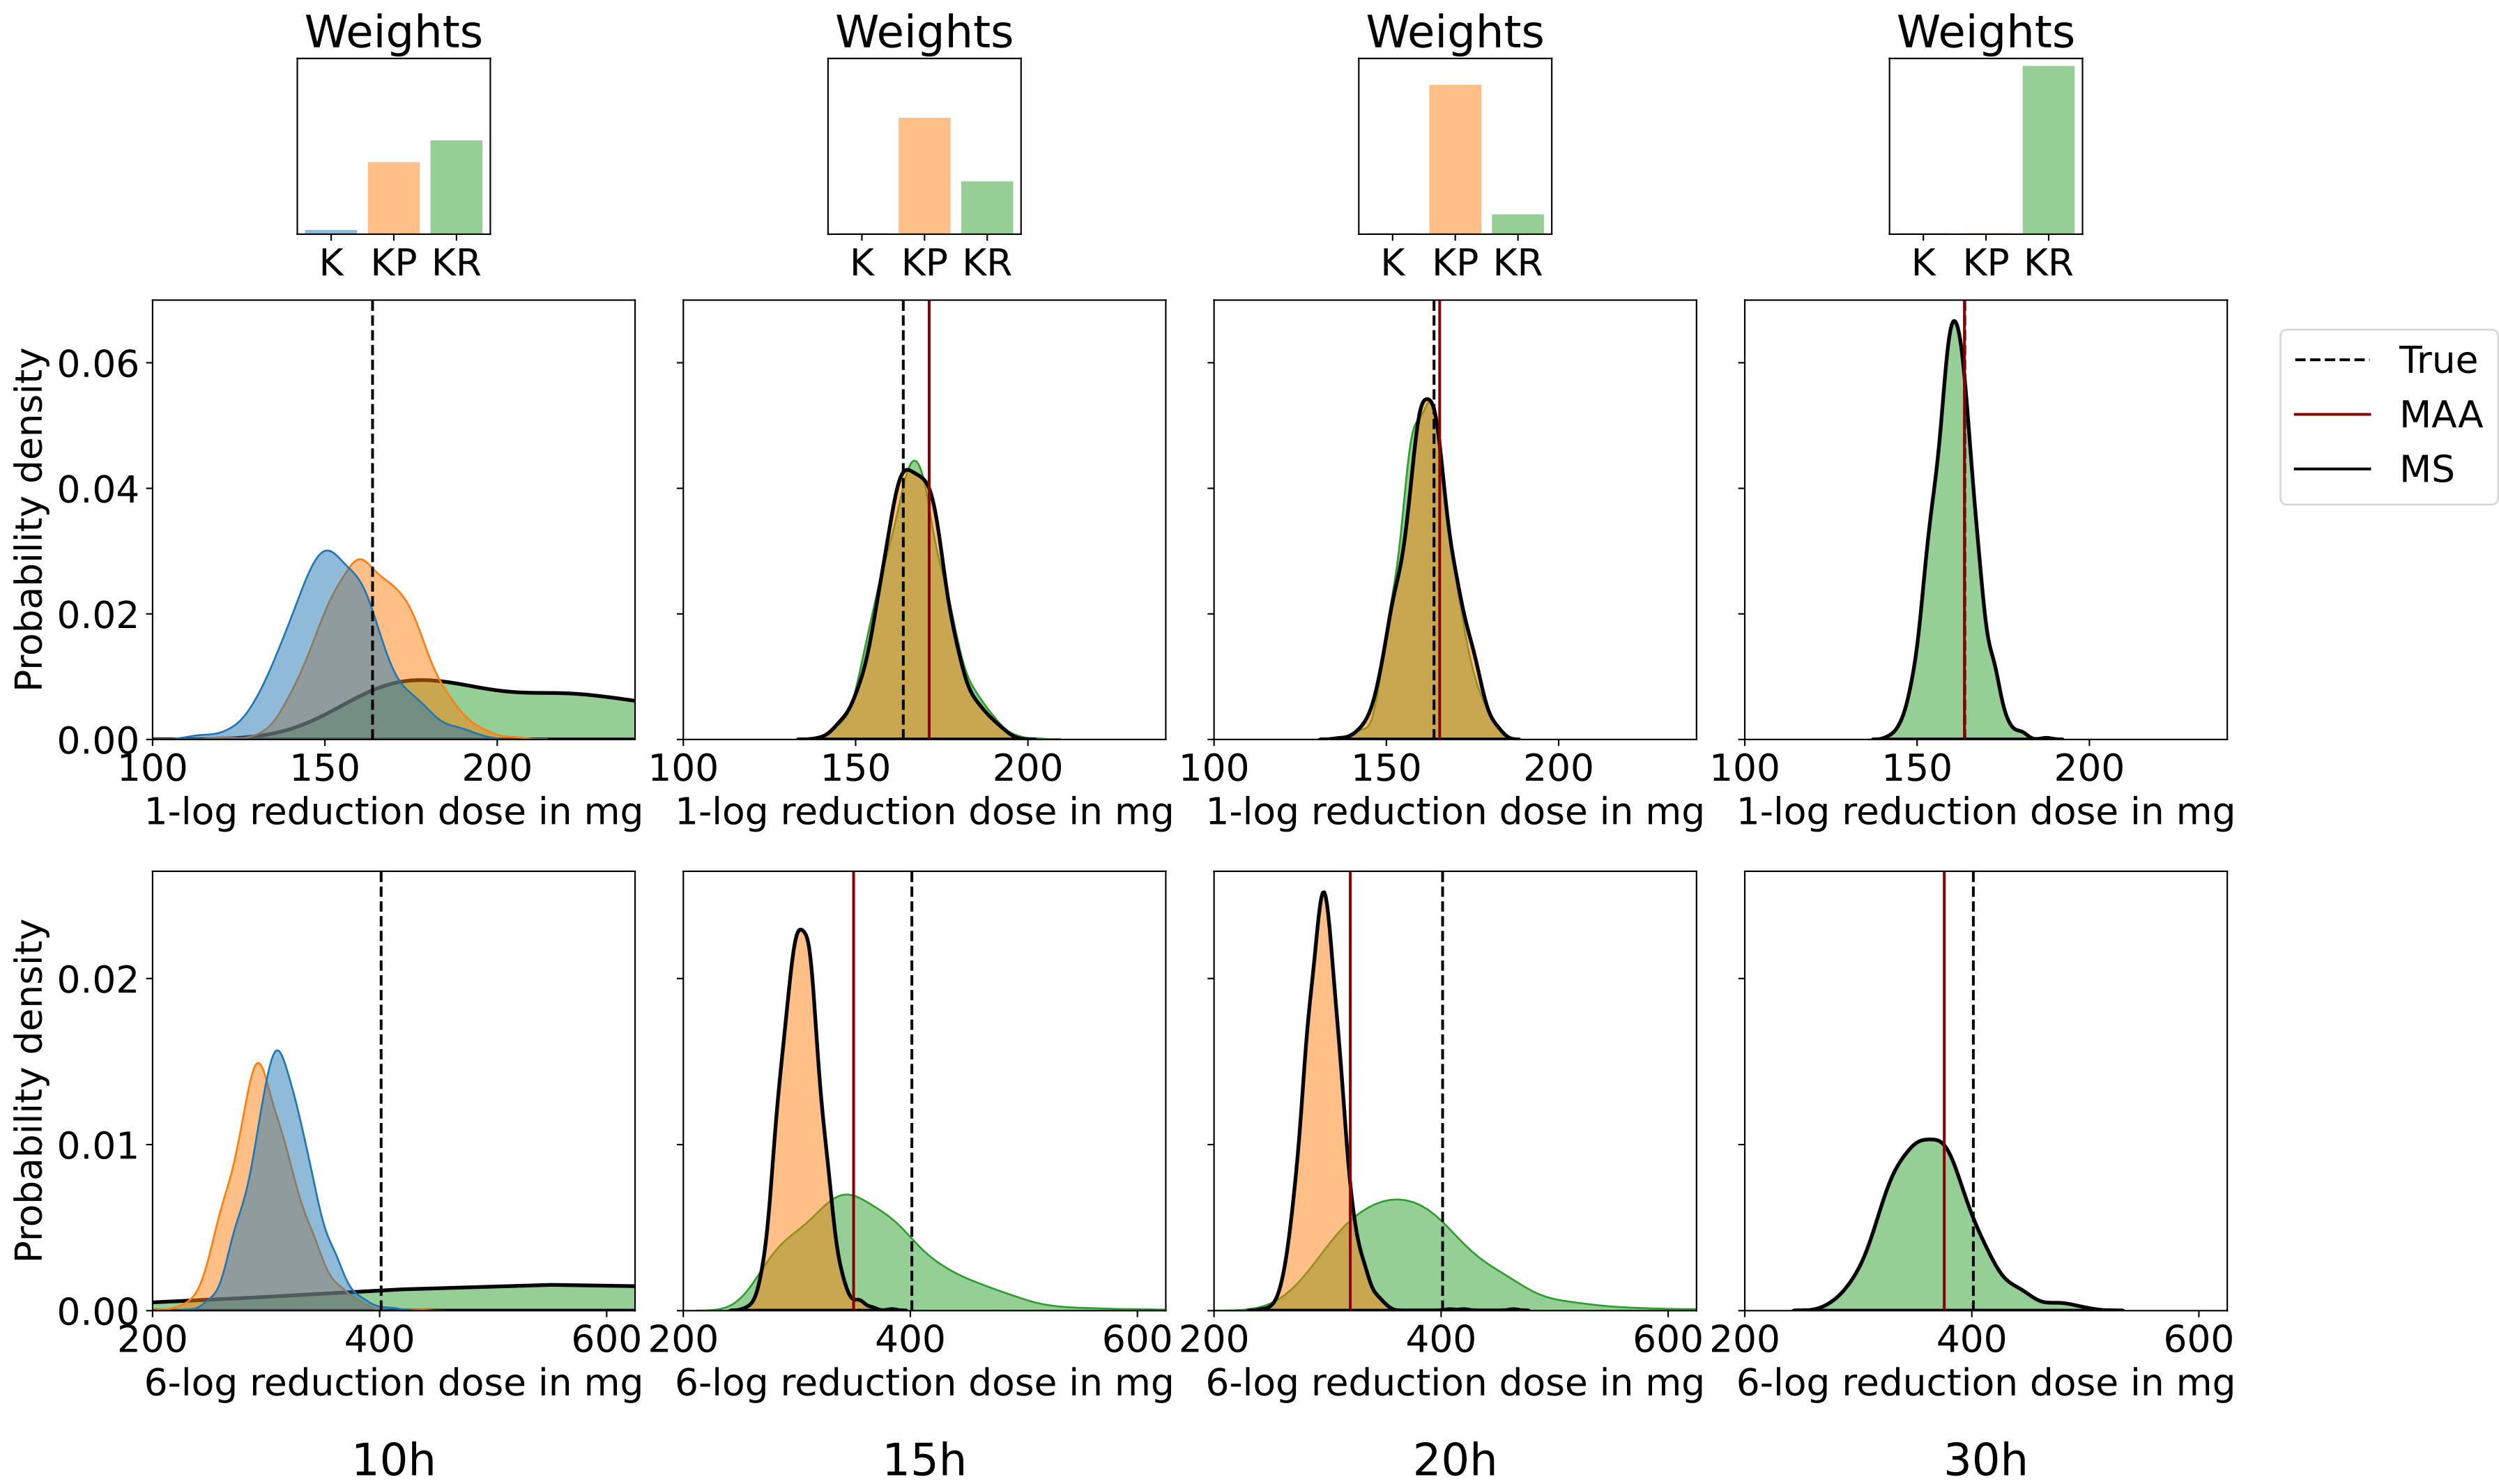 Weights Weights Weights Weights
K KP KR K KP KR K KP KR K KP KR
Probability density
0.06
0.04
0.02
0.00
100 150 200 100 150 200 100 150 200 100 150 200
1-log reduction dose in mg 1-log reduction dose in mg 1-log reduction dose in mg 1-log reduction dose in mg
True
MAA
MS
Probability density
0.02
0.01
0.00
200 400 600 200 400 600 200 400 600 200 400 600
6-log reduction dose in mg 6-log reduction dose in mg 6-log reduction dose in mg 6-log reduction dose in mg
10h 15h 20h 30h